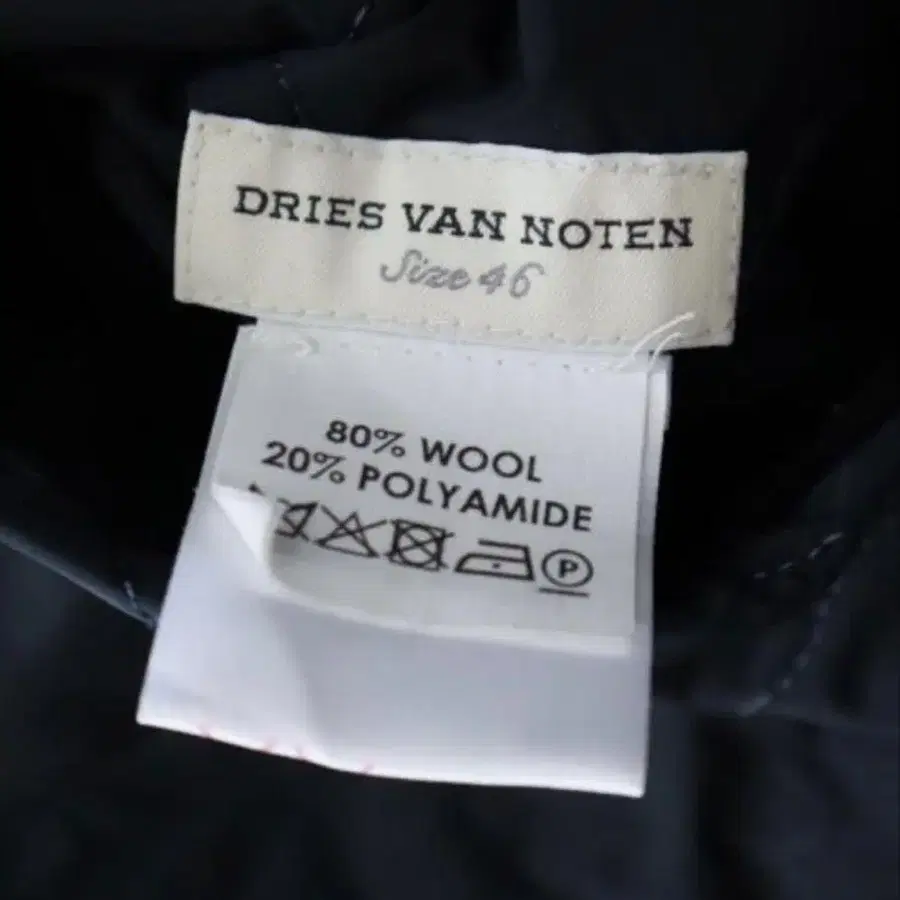 DRIES VAN NOTEN
Size 46
80% WOOL
20% POLYAMIDE
P